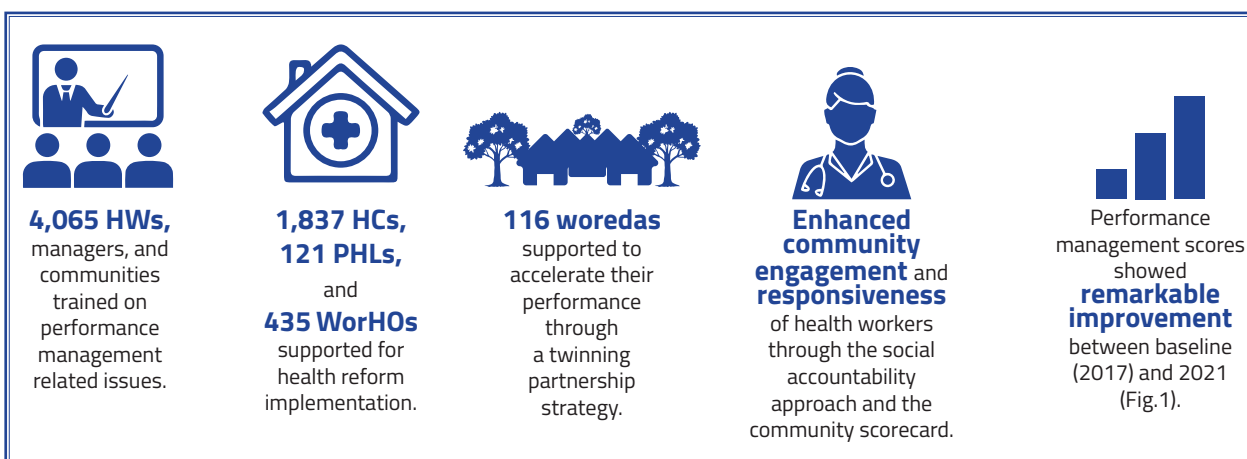 4,065 HWs,
managers, and
communities
trained on
performance
management
related issues.
1,837 HCs,
121 PHLs,
and
435 WorHOs
supported for
health reform
implementation.
116 woredas
supported to
accelerate their
performance
through
a twinning
partnership
strategy.
Enhanced
community
engagement and
responsiveness
of health workers
through the social
accountability
approach and the
community scorecard.
Performance
management scores
showed
remarkable
improvement
between baseline
(2017) and 2021
(Fig.1).